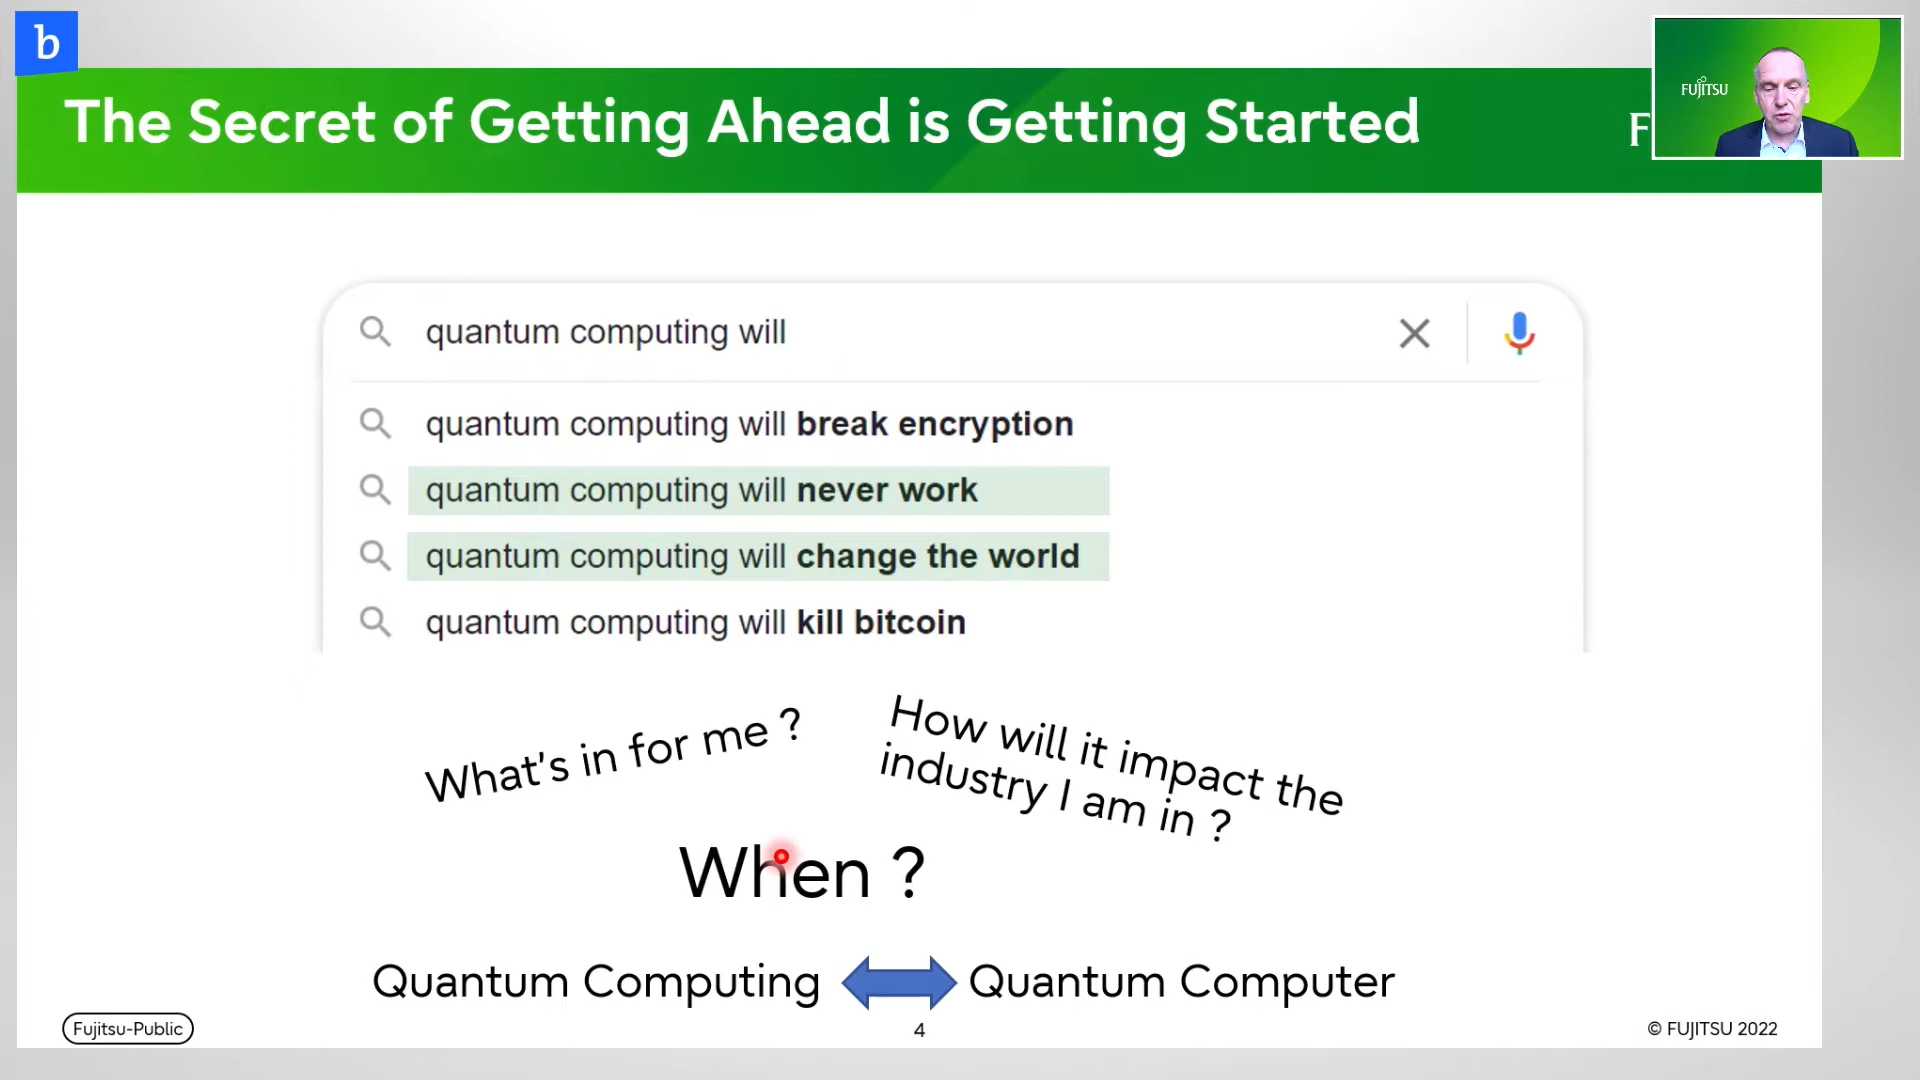 b
The Secret of Getting Ahead is Getting Started
F
FUJITSU
quantum computing will
quantum computing will break encryption
quantum computing will never work
quantum computing will change the world
quantum computing will kill bitcoin
What's in for me ?
How will it impact the
industry I am in ?
When ?
Quantum Computing Quantum Computer
Fujitsu-Public
4
© FUJITSU 2022